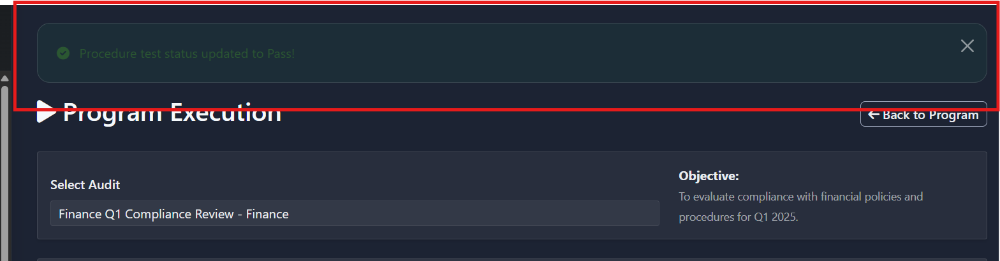 Procedure test status updated to Pass!
Program Execution
Back to Program
Select Audit
Finance Q1 Compliance Review - Finance
Objective:
To evaluate compliance with financial policies and
procedures for Q1 2025.